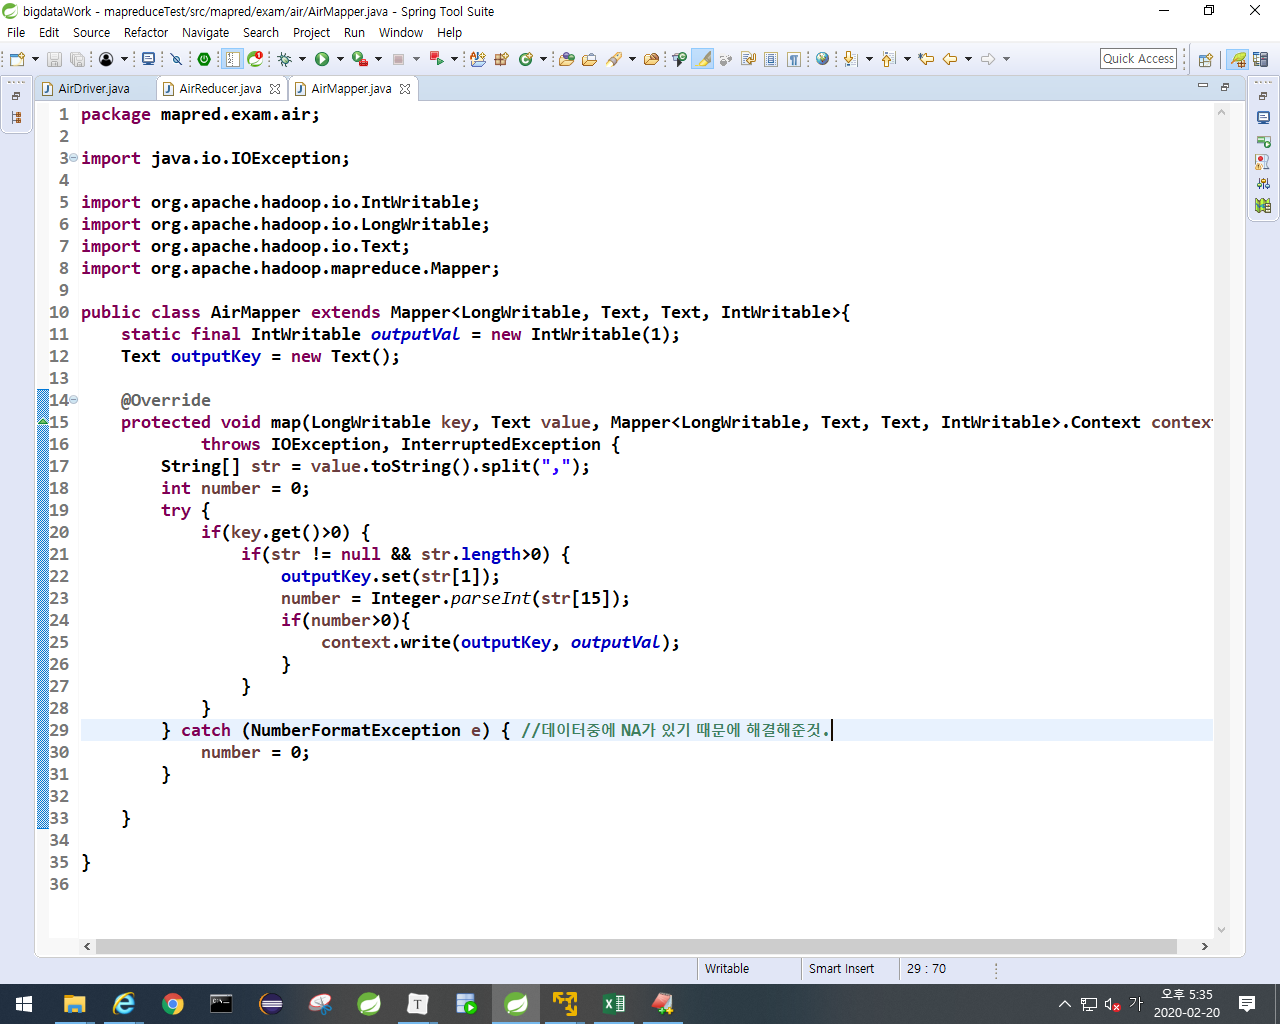 bigdataWork - mapreduceTest/src/mapred/exam/air/AirMapper.java - Spring Tool Suite
File Edit Source Refactor Navigate Search Project Run Window Help
Quick Access
AirDriver.java AirReducer.java AirMapper.java
1 package mapred.exam.air;
2
3 import java.io.IOException;
4
5 import org.apache.hadoop.io.IntWritable;
6 import org.apache.hadoop.io.LongWritable;
7 import org.apache.hadoop.io.Text;
8 import org.apache.hadoop.mapreduce.Mapper;
9
10 public class AirMapper extends Mapper<LongWritable, Text, Text, IntWritable>{
11 static final IntWritable outputVal = new IntWritable(1);
12 Text outputKey = new Text();
13
14 @Override
15 protected void map(LongWritable key, Text value, Mapper<LongWritable, Text, Text, IntWritable>.Context contex
16 throws IOException, InterruptedException {
17 String[] str = value.toString().split(",");
18 int number = 0;
19 try {
20 if(key.get()>0) {
21 if(str != null && str.length>0) {
22 outputKey.set(str[1]);
23 number = Integer.parseInt(str[15]);
24 if(number>0){
25 context.write(outputKey, outputVal);
26 }
27 }
28 }
29 } catch (NumberFormatException e) { //데이터중에 NA가 있기 때문에 해결해준것.
30 number = 0;
31 }
32
33 }
34
35 }
36
Writable Smart Insert 29 : 70
가 오후 5:35
2020-02-20